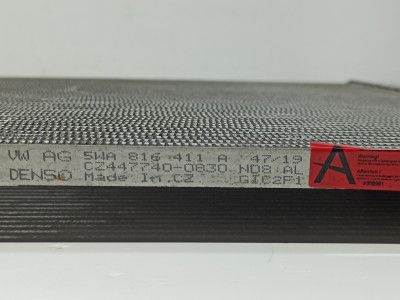 VW AG 5WA 816 411 A '47/19
CZ447740-0830 ND8 AL
DENSO Made In.CZ GIC2P1
A